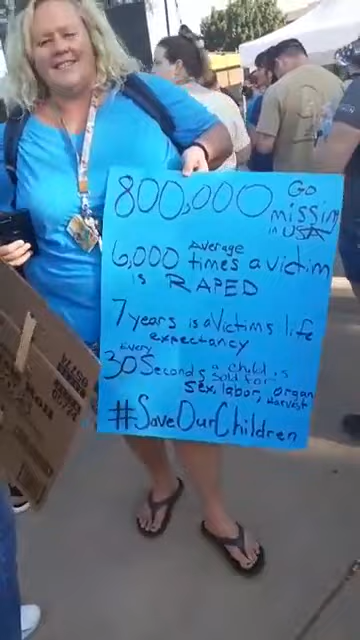 800,000 Go
missing
in USA
6,000 Average
times a victim
is RAPED
7 years is a Victims life
expectancy
Every
30 Seconds a child is
sold for
sex, labor, organ
Harvest
#SaveOurChildren